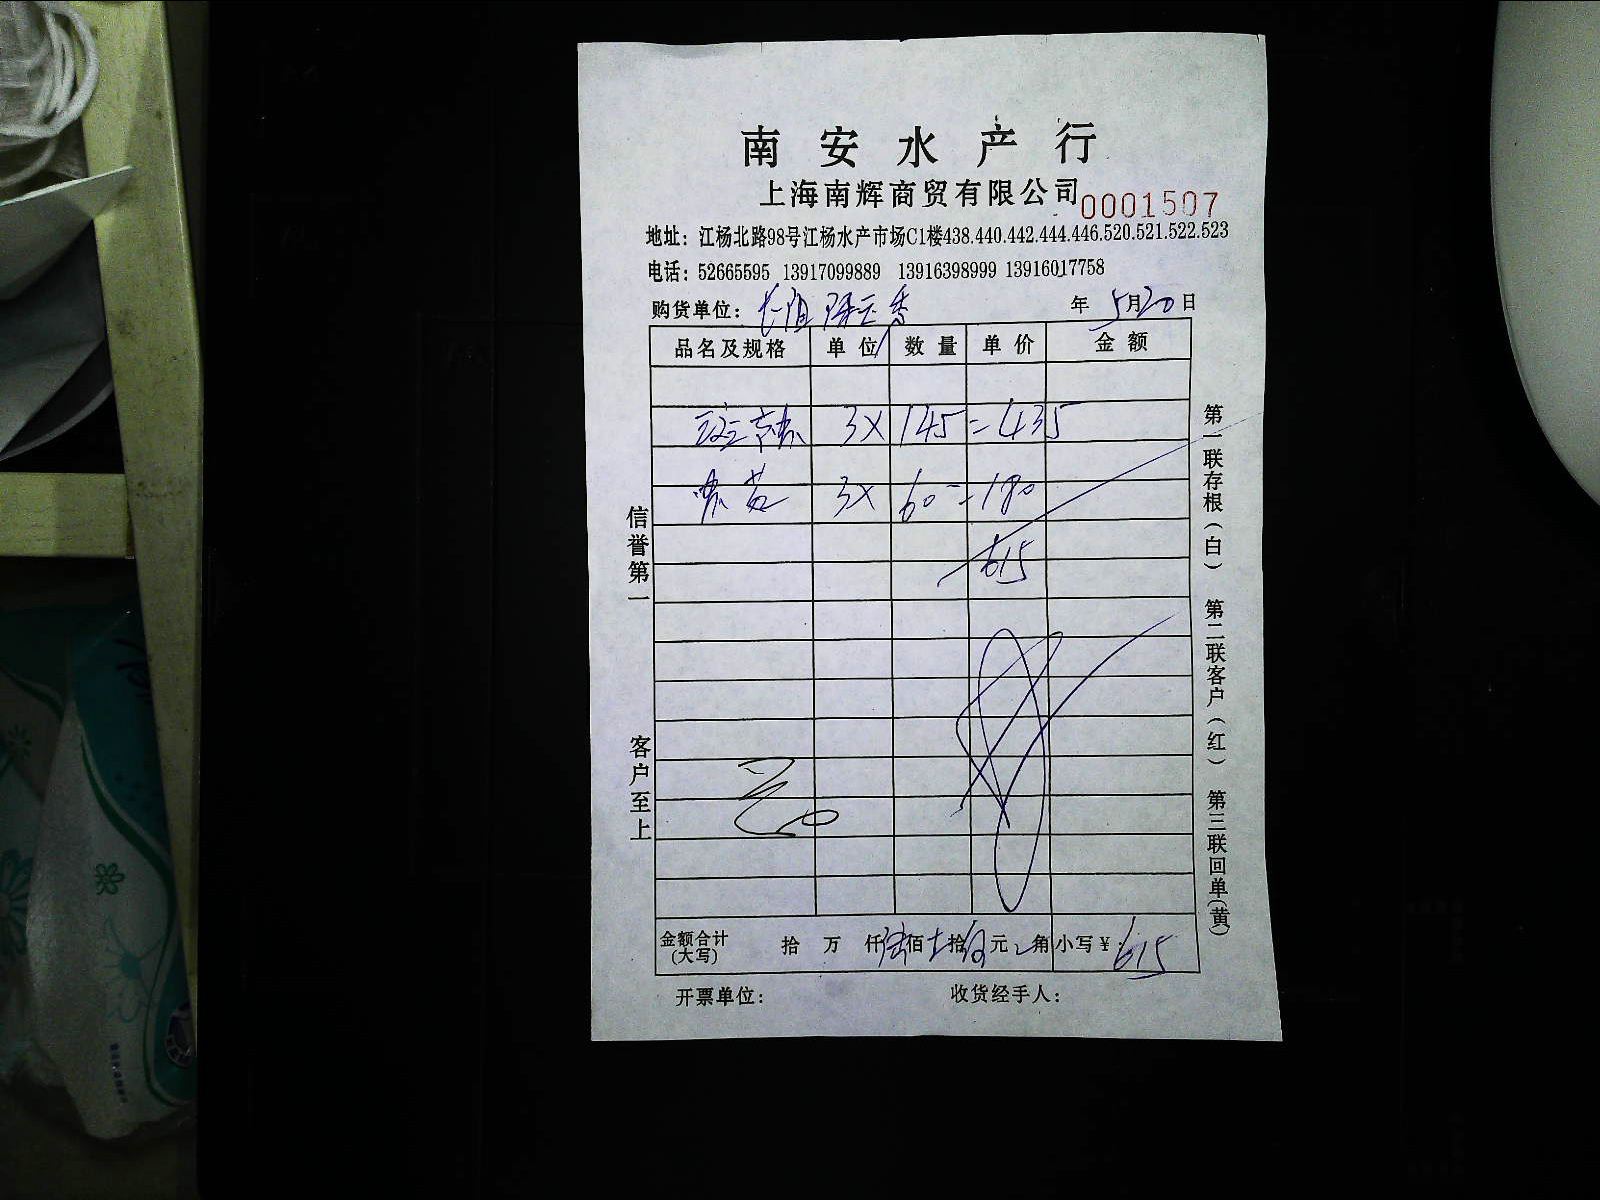 南安水产行
上海南辉商贸有限公司 0001507
地址：江杨北路98号江杨水产市场C1楼438.440.442.444.446.520.521.522.523
电话：52665595 13917099889 13916398999 13916017758
购货单位： 年 5月20日
品名及规格 单位 数量 单价 金额
3X 145=435
3X 60-=180
615
信誉第一
客户至上
第一联存根(白) 第二联客户(红) 第三联回单(黄)
金额合计(大写) 拾 万 仟陆佰十拾伍元 角 小写¥：615
开票单位： 收货经手人：